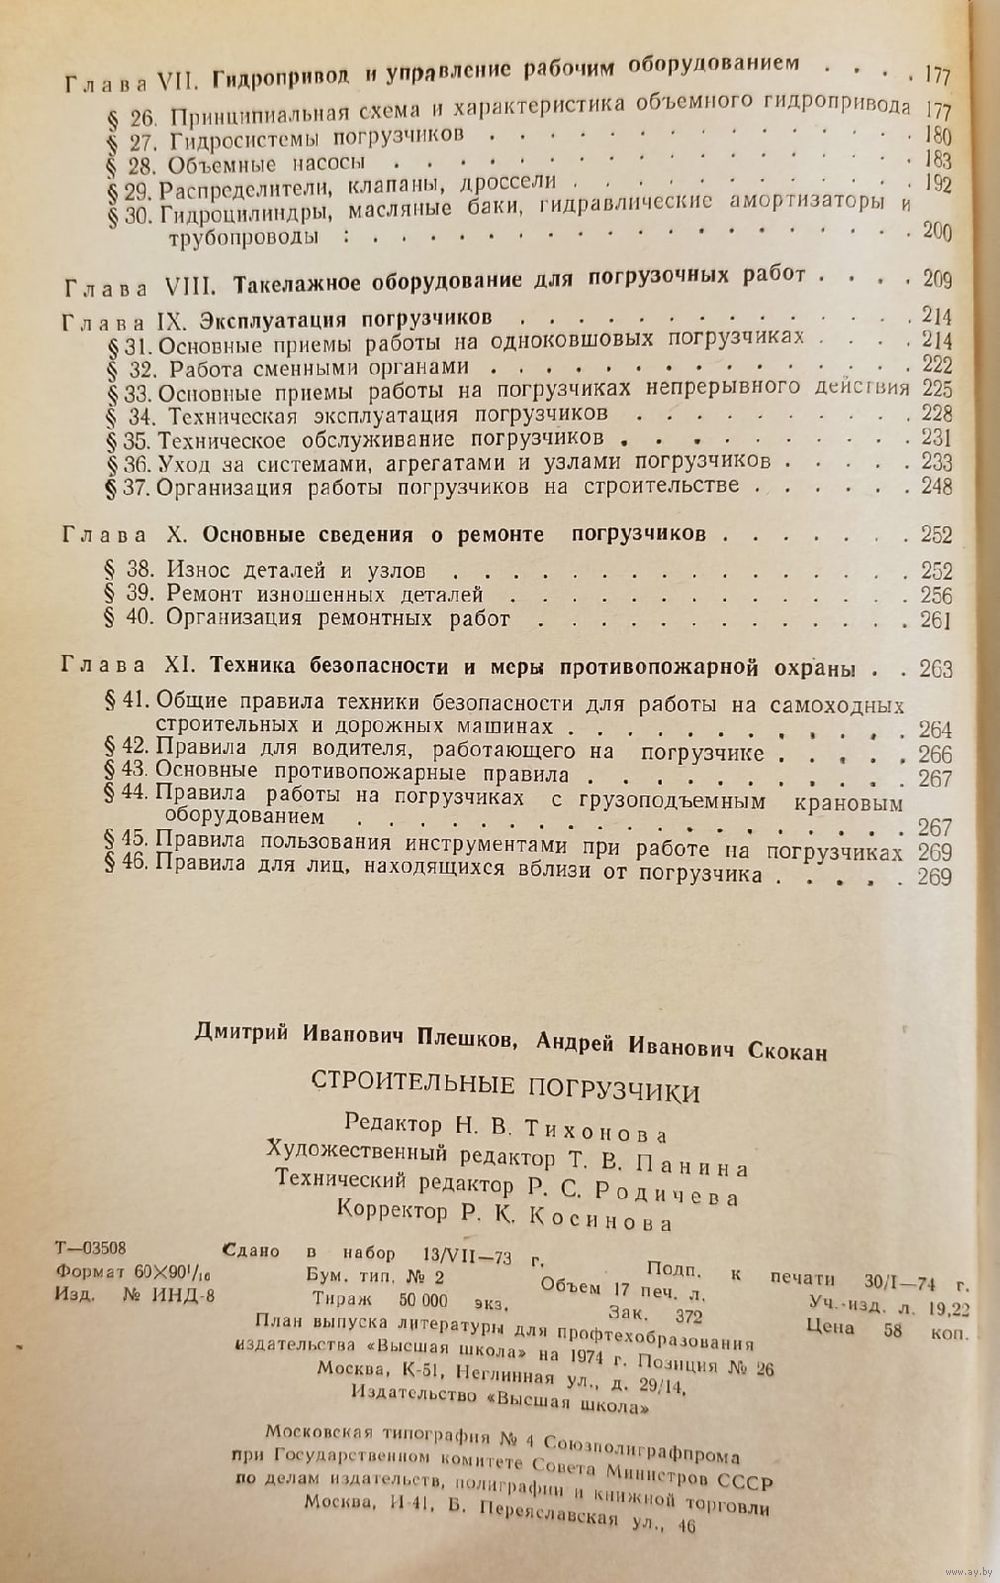 Глава VII. Гидропривод и управление рабочим оборудованием . . . . 177
§ 26. Принципиальная схема и характеристика объемного гидропривода 177
§ 27. Гидросистемы погрузчиков . . . . . . . . . . . . . . . 180
§ 28. Объемные насосы . . . . . . . . . . . . . . . . . 183
§ 29. Распределители, клапаны, дроссели . . . . . . . . . . . . 192
§ 30. Гидроцилиндры, масляные баки, гидравлические амортизаторы и
трубопроводы : . . . . . . . . . . . . . . . . . . 200
Глава VIII. Такелажное оборудование для погрузочных работ . . . . 209
Глава IX. Эксплуатация погрузчиков . . . . . . . . . . . . . . 214
§ 31. Основные приемы работы на одноковшовых погрузчиках . . . . 214
§ 32. Работа сменными органами . . . . . . . . . . . . . . . 222
§ 33. Основные приемы работы на погрузчиках непрерывного действия 225
§ 34. Техническая эксплуатация погрузчиков . . . . . . . . . . 228
§ 35. Техническое обслуживание погрузчиков . . . . . . . . . . 231
§ 36. Уход за системами, агрегатами и узлами погрузчиков . . . . . 233
§ 37. Организация работы погрузчиков на строительстве . . . . . . 248
Глава X. Основные сведения о ремонте погрузчиков . . . . . . . 252
§ 38. Износ деталей и узлов . . . . . . . . . . . . . . . . 252
§ 39. Ремонт изношенных деталей . . . . . . . . . . . . . . 256
§ 40. Организация ремонтных работ . . . . . . . . . . . . . 261
Глава XI. Техника безопасности и меры противопожарной охраны . . 263
§ 41. Общие правила техники безопасности для работы на самоходных
строительных и дорожных машинах . . . . . . . . . . . . 264
§ 42. Правила для водителя, работающего на погрузчике . . . . . 266
§ 43. Основные противопожарные правила . . . . . . . . . . . 267
§ 44. Правила работы на погрузчиках с грузоподъемным крановым
оборудованием . . . . . . . . . . . . . . . . . . 267
§ 45. Правила пользования инструментами при работе на погрузчиках 269
§ 46. Правила для лиц, находящихся вблизи от погрузчика . . . . . 269
Дмитрий Иванович Плешков, Андрей Иванович Скокан
СТРОИТЕЛЬНЫЕ ПОГРУЗЧИКИ
Редактор Н. В. Тихонова
Художественный редактор Т. В. Панина
Технический редактор Р. С. Родичева
Корректор Р. К. Косинова
Т—03508 Сдано в набор 13/VII—73 г. Подп. к печати 30/I—74 г.
Формат 60×90¹/₁₆ Бум. тип. № 2 Объем 17 печ. л. Уч.-изд. л. 19,22
Изд. № ИНД-8 Тираж 50 000 экз. Зак. 372 Цена 58 коп.
План выпуска литературы для профтехобразования
издательства «Высшая школа» на 1974 г. Позиция № 26
Москва, К-51, Неглинная ул., д. 29/14,
Издательство «Высшая школа»
Московская типография № 4 Союзполиграфпрома
при Государственном комитете Совета Министров СССР
по делам издательств, полиграфии и книжной торговли
Москва, И-41, Б. Переяславская ул., 46
www.ay.by